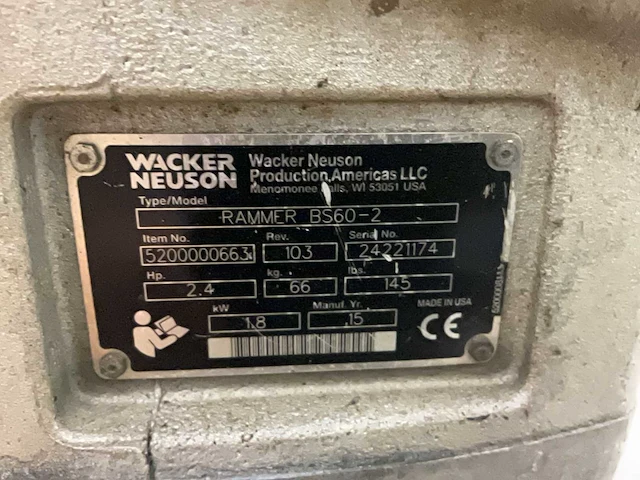 WACKER NEUSON
Wacker Neuson
Production Americas LLC
Menomonee Falls, WI 53051 USA
Type/Model
RAMMER BS60-2
Item No. Rev. Serial No.
5200000663 103 24221174
Hp. kg. lbs.
2.4 66 145
kW Manuf. Yr.
1.8 15
MADE IN USA
CE